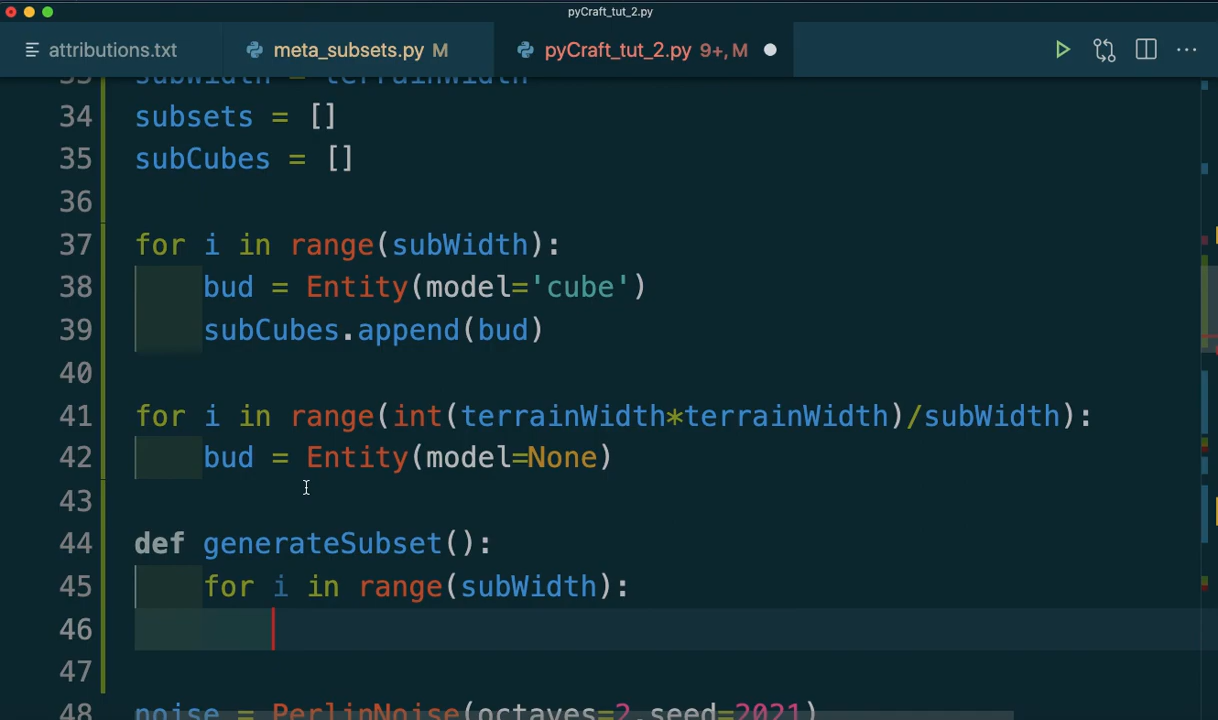 pyCraft_tut_2.py
attributions.txt meta_subsets.py M pyCraft_tut_2.py 9+, M
33 subWidth = terrainWidth
34 subsets = []
35 subCubes = []
36
37 for i in range(subWidth):
38 bud = Entity(model='cube')
39 subCubes.append(bud)
40
41 for i in range(int(terrainWidth*terrainWidth)/subWidth):
42 bud = Entity(model=None)
43
44 def generateSubset():
45 for i in range(subWidth):
46
47
48 noise = PerlinNoise(octaves=2,seed=2021)